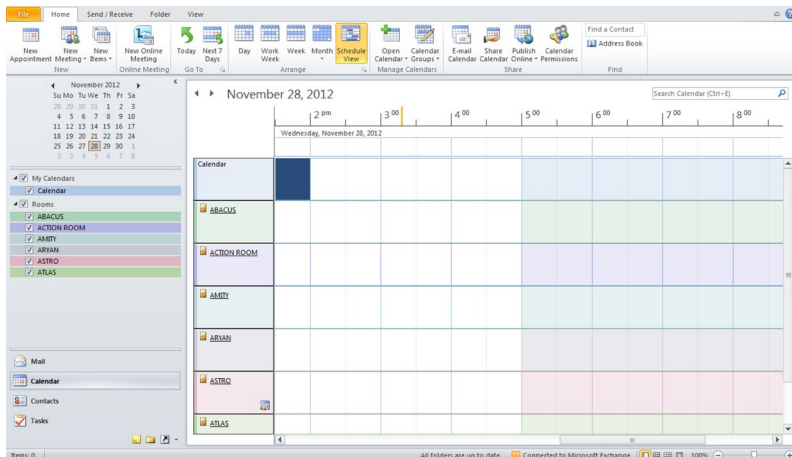 File Home Send / Receive Folder View
New Appointment New Meeting New Items New Online Meeting Today Next 7 Days Day Work Week Week Month Schedule View Open Calendar Calendar Groups E-mail Calendar Share Calendar Publish Online Calendar Permissions Find a Contact
Address Book
New Online Meeting Go To Arrange Manage Calendars Share Find
November 2012
Su Mo Tu We Th Fr Sa
28 29 30 31 1 2 3
4 5 6 7 8 9 10
11 12 13 14 15 16 17
18 19 20 21 22 23 24
25 26 27 28 29 30 1
2 3 4 5 6 7 8
My Calendars
Calendar
Rooms
ABACUS
ACTION ROOM
AMITY
ARYAN
ASTRO
ATLAS
Mail
Calendar
Contacts
Tasks
November 28, 2012
Search Calendar (Ctrl+E)
2 pm 3 00 4 00 5 00 6 00 7 00 8 00
Wednesday, November 28, 2012
Calendar
ABACUS
ACTION ROOM
AMITY
ARYAN
ASTRO
ATLAS
Items: 0 All folders are up to date. Connected to Microsoft Exchange 100%